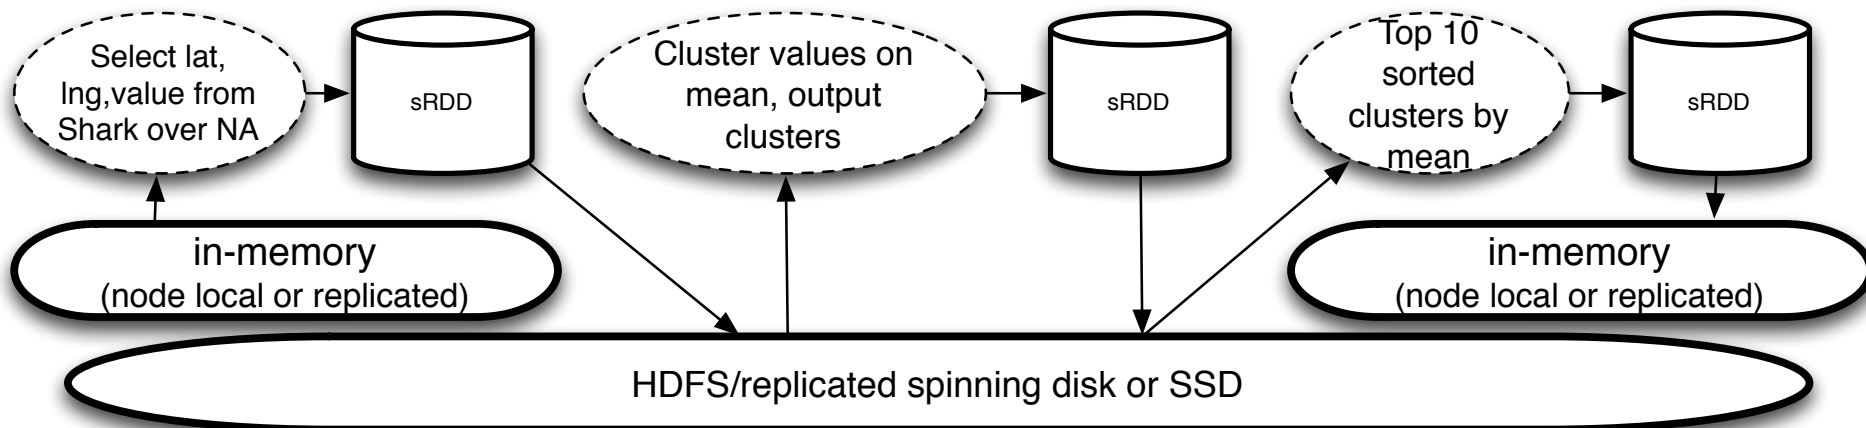 Select lat,
lng,value from
Shark over NA
sRDD
Cluster values on
mean, output
clusters
sRDD
Top 10
sorted
clusters by
mean
sRDD
in-memory
(node local or replicated)
in-memory
(node local or replicated)
HDFS/replicated spinning disk or SSD